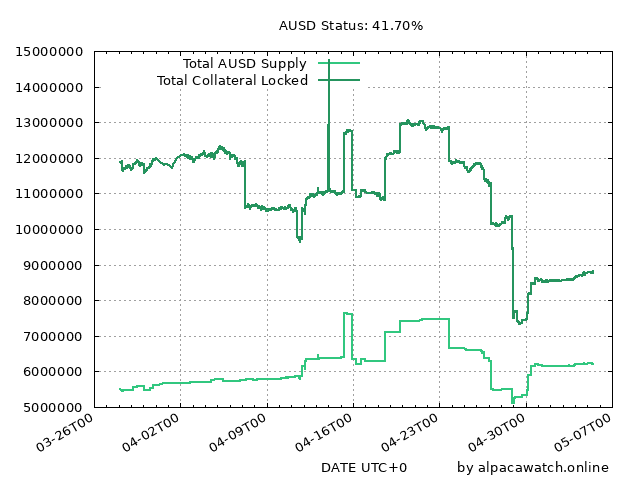 AUSD Status: 41.70%
Total AUSD Supply
Total Collateral Locked
15000000
14000000
13000000
12000000
11000000
10000000
9000000
8000000
7000000
6000000
5000000
03-26T00
04-02T00
04-09T00
04-16T00
04-23T00
04-30T00
05-07T00
DATE UTC+0
by alpacawatch.online